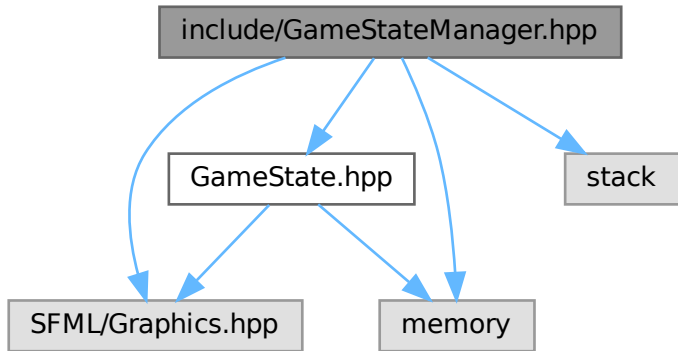 include/GameStateManager.hpp
GameState.hpp
stack
SFML/Graphics.hpp
memory